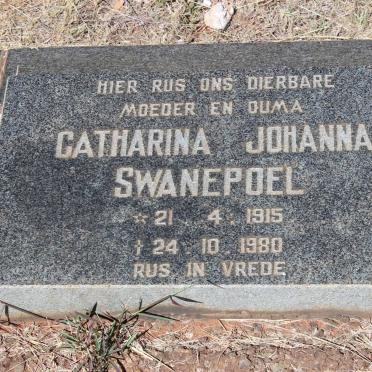 HIER RUS ONS DIERBARE
MOEDER EN OUMA
CATHARINA JOHANNA
SWANEPOEL
* 21 4 1915
† 24 10 1980
RUS IN VREDE